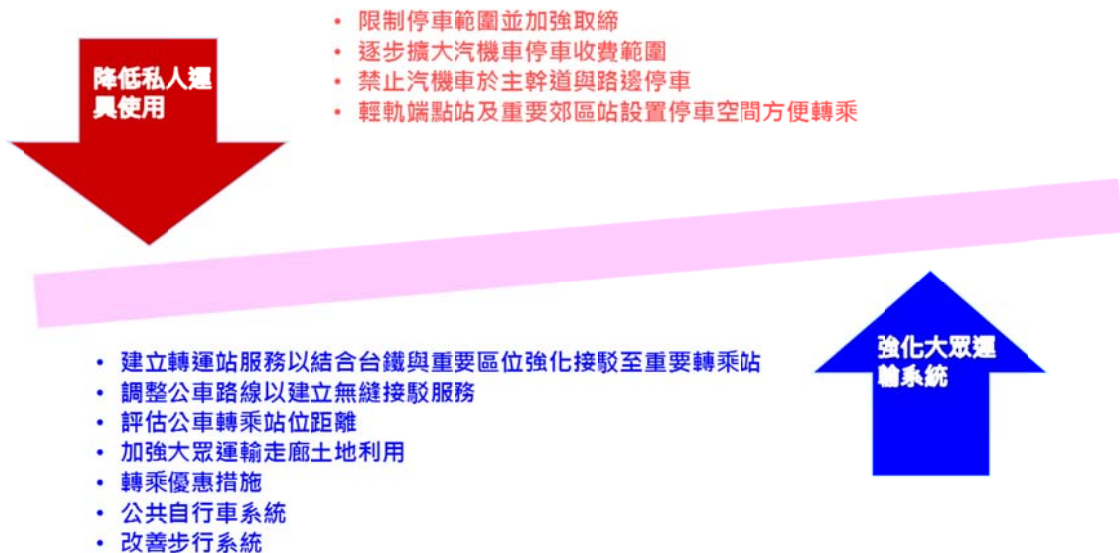 • 限制停車範圍並加強取締
• 逐步擴大汽機車停車收費範圍
• 禁止汽機車於主幹道與路邊停車
• 輕軌端點站及重要郊區站設置停車空間方便轉乘
降低私人運
具使用
強化大眾運
輸系統
• 建立轉運站服務以結合台鐵與重要區位強化接駁至重要轉乘站
• 調整公車路線以建立無縫接駁服務
• 評估公車轉乘站位距離
• 加強大眾運輸走廊土地利用
• 轉乘優惠措施
• 公共自行車系統
• 改善步行系統